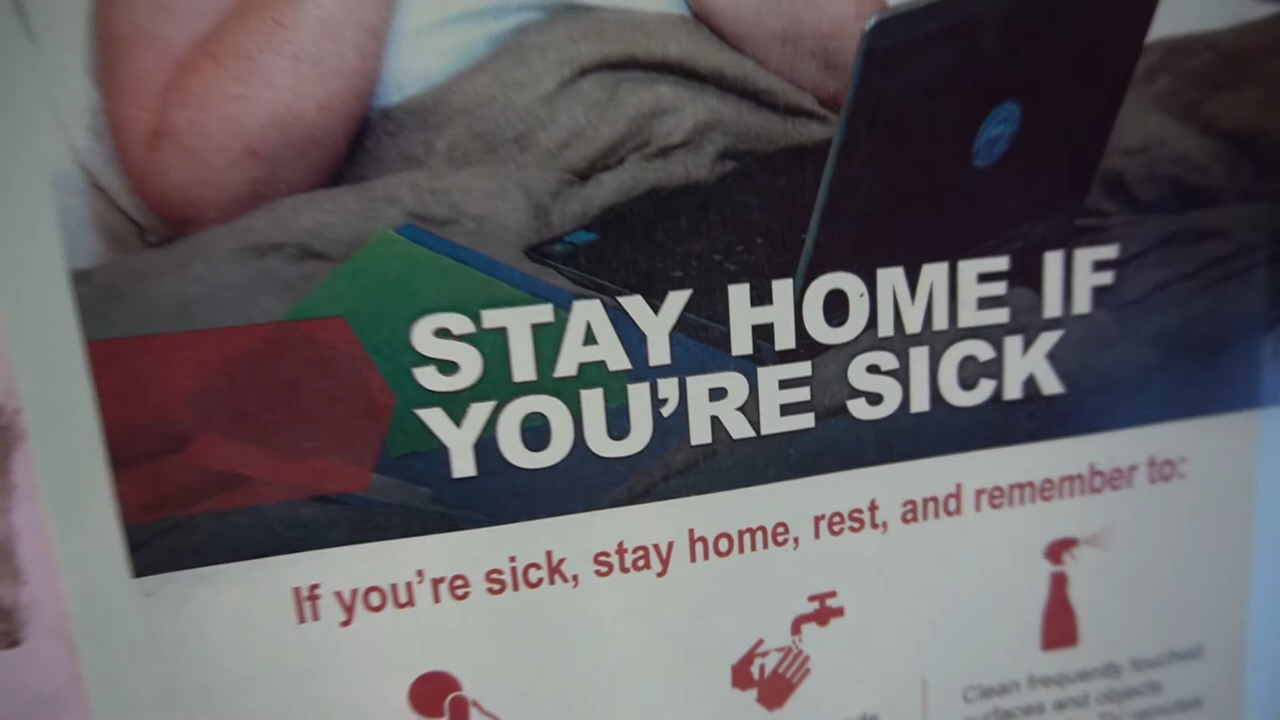 STAY HOME IF
YOU'RE SICK
If you're sick, stay home, rest, and remember to:
Clean frequently touched
surfaces and objects